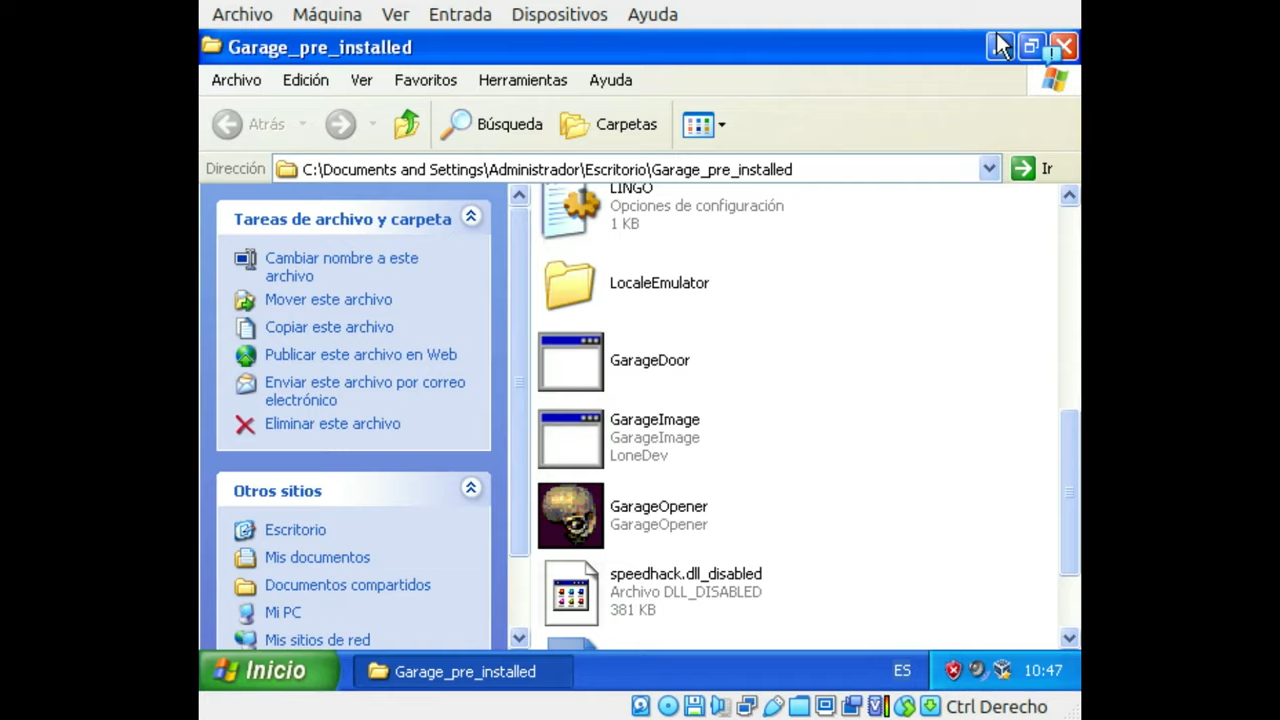 Archivo Máquina Ver Entrada Dispositivos Ayuda
Garage_pre_installed
Archivo Edición Ver Favoritos Herramientas Ayuda
Atrás Búsqueda Carpetas
Dirección C:\Documents and Settings\Administrador\Escritorio\Garage_pre_installed Ir
Tareas de archivo y carpeta
Cambiar nombre a este
archivo
Mover este archivo
Copiar este archivo
Publicar este archivo en Web
Enviar este archivo por correo
electrónico
Eliminar este archivo
Otros sitios
Escritorio
Mis documentos
Documentos compartidos
Mi PC
Mis sitios de red
LINGO
Opciones de configuración
1 KB
LocaleEmulator
GarageDoor
GarageImage
GarageImage
LoneDev
GarageOpener
GarageOpener
speedhack.dll_disabled
Archivo DLL_DISABLED
381 KB
Inicio Garage_pre_installed ES 10:47
Ctrl Derecho